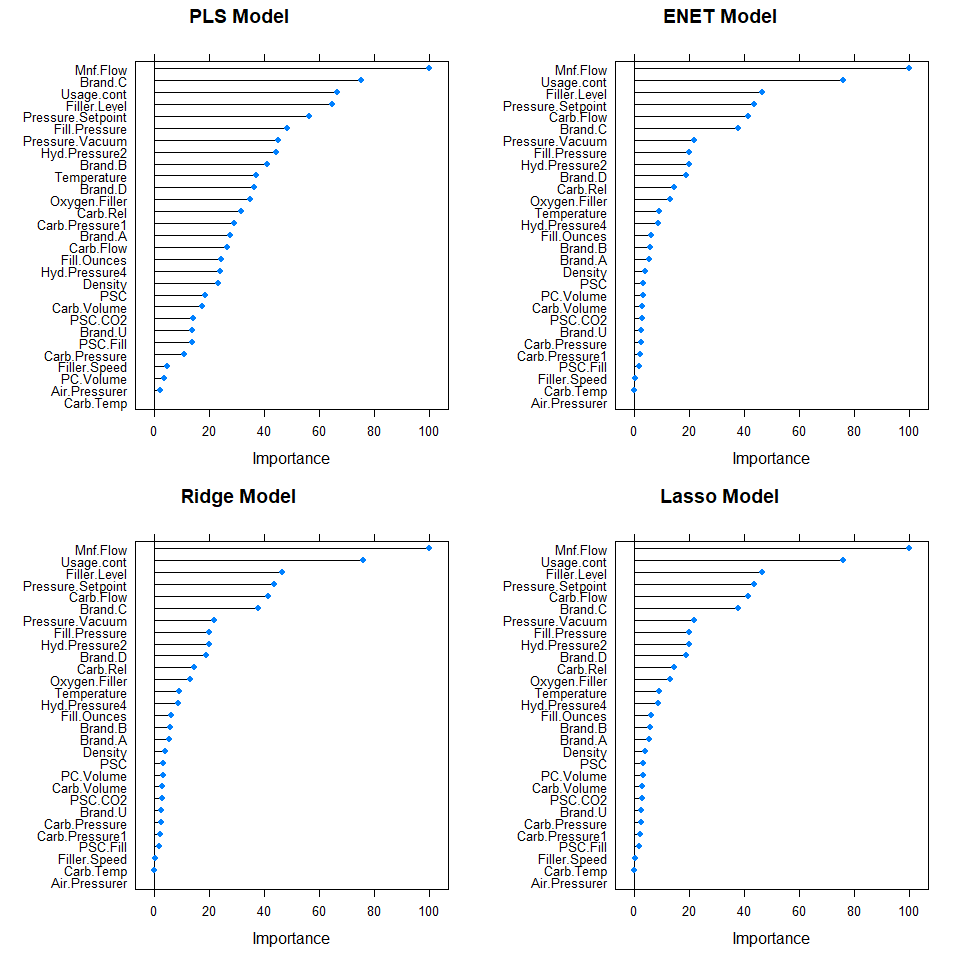 PLS Model
Mnf.Flow
Brand.C
Usage.cont
Filler.Level
Pressure.Setpoint
Fill.Pressure
Pressure.Vacuum
Hyd.Pressure2
Brand.B
Temperature
Brand.D
Oxygen.Filler
Carb.Rel
Carb.Pressure1
Brand.A
Carb.Flow
Fill.Ounces
Hyd.Pressure4
Density
PSC
Carb.Volume
PSC.CO2
Brand.U
PSC.Fill
Carb.Pressure
Filler.Speed
PC.Volume
Air.Pressurer
Carb.Temp
0 20 40 60 80 100
Importance
ENET Model
Mnf.Flow
Usage.cont
Filler.Level
Pressure.Setpoint
Carb.Flow
Brand.C
Pressure.Vacuum
Fill.Pressure
Hyd.Pressure2
Brand.D
Carb.Rel
Oxygen.Filler
Temperature
Hyd.Pressure4
Fill.Ounces
Brand.B
Brand.A
Density
PSC
PC.Volume
Carb.Volume
PSC.CO2
Brand.U
Carb.Pressure
Carb.Pressure1
PSC.Fill
Filler.Speed
Carb.Temp
Air.Pressurer
0 20 40 60 80 100
Importance
Ridge Model
Mnf.Flow
Usage.cont
Filler.Level
Pressure.Setpoint
Carb.Flow
Brand.C
Pressure.Vacuum
Fill.Pressure
Hyd.Pressure2
Brand.D
Carb.Rel
Oxygen.Filler
Temperature
Hyd.Pressure4
Fill.Ounces
Brand.B
Brand.A
Density
PSC
PC.Volume
Carb.Volume
PSC.CO2
Brand.U
Carb.Pressure
Carb.Pressure1
PSC.Fill
Filler.Speed
Carb.Temp
Air.Pressurer
0 20 40 60 80 100
Importance
Lasso Model
Mnf.Flow
Usage.cont
Filler.Level
Pressure.Setpoint
Carb.Flow
Brand.C
Pressure.Vacuum
Fill.Pressure
Hyd.Pressure2
Brand.D
Carb.Rel
Oxygen.Filler
Temperature
Hyd.Pressure4
Fill.Ounces
Brand.B
Brand.A
Density
PSC
PC.Volume
Carb.Volume
PSC.CO2
Brand.U
Carb.Pressure
Carb.Pressure1
PSC.Fill
Filler.Speed
Carb.Temp
Air.Pressurer
0 20 40 60 80 100
Importance